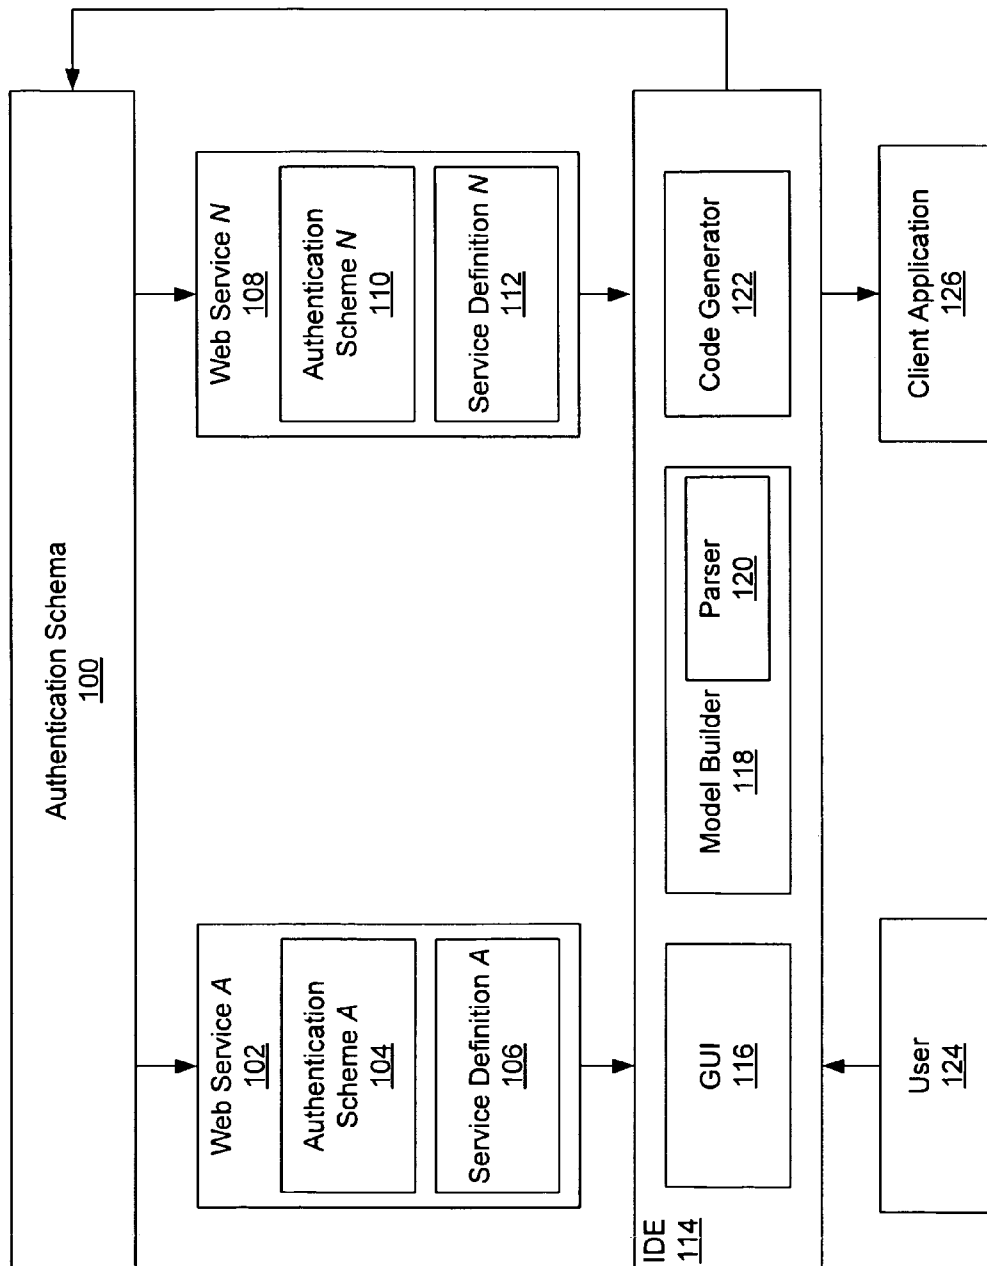 Authentication Schema
100
Web Service A
102
Authentication
Scheme A
104
Service Definition A
106
Web Service N
108
Authentication
Scheme N
110
Service Definition N
112
IDE
114
GUI
116
Model Builder
118
Parser
120
Code Generator
122
User
124
Client Application
126